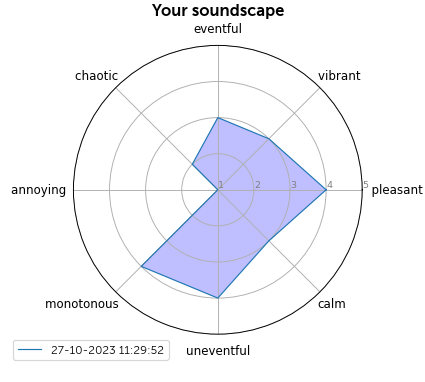 Your soundscape
eventful
chaotic
vibrant
annoying
1 2 3 4 5
pleasant
monotonous
calm
uneventful
27-10-2023 11:29:52